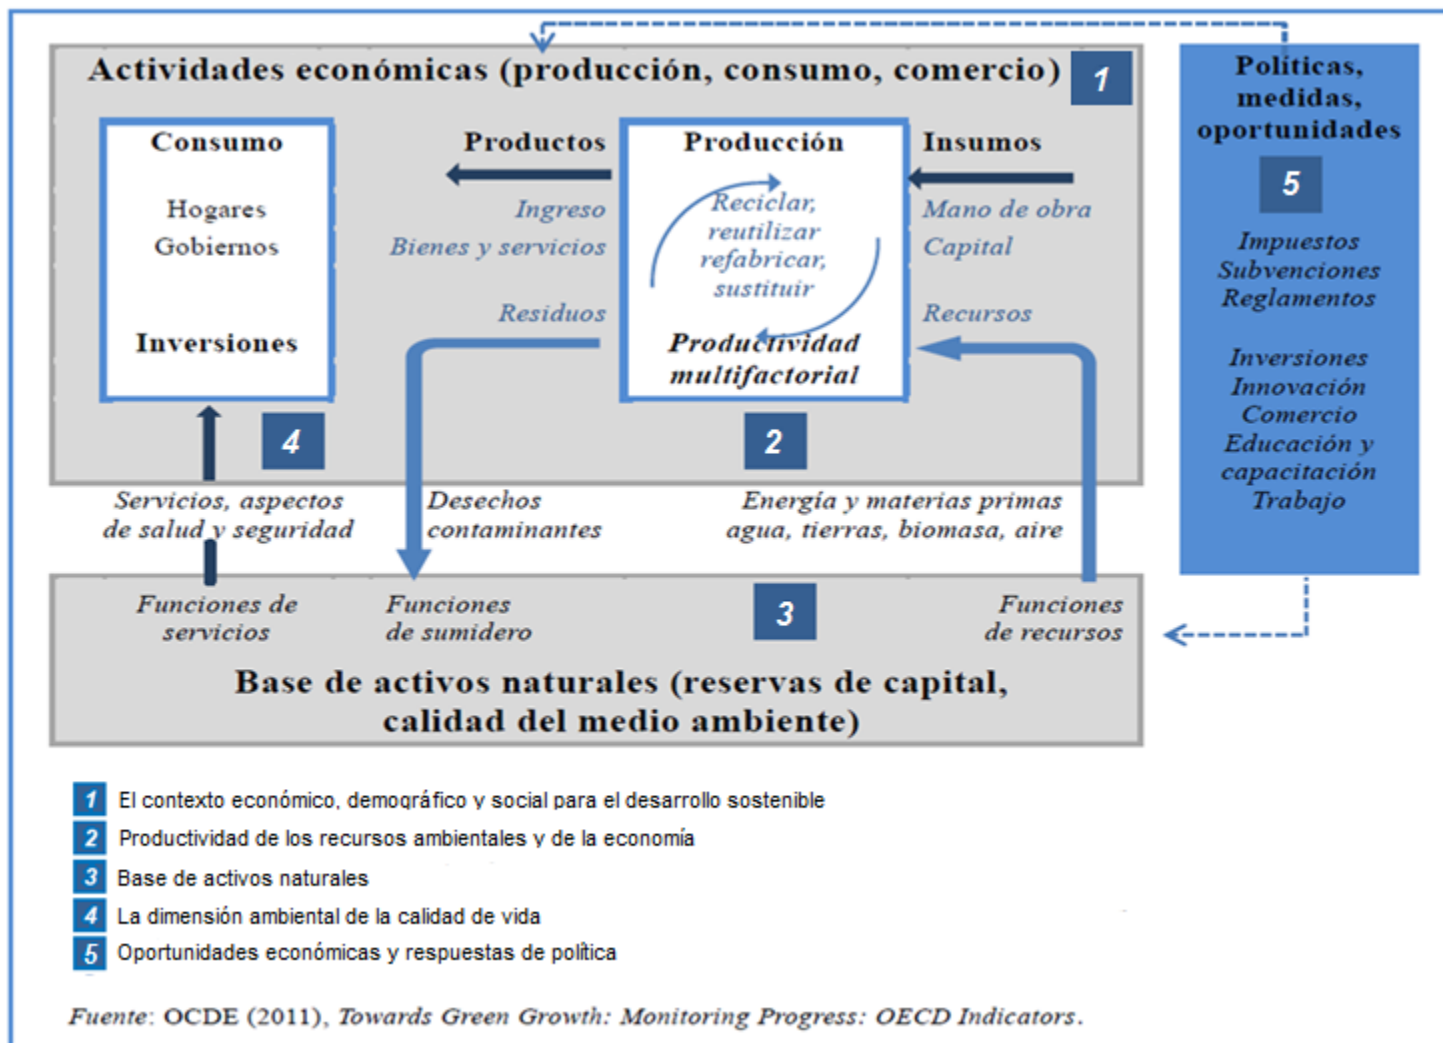 Actividades económicas (producción, consumo, comercio)
1
Consumo
Hogares
Gobiernos
Inversiones
4
Productos
Ingreso
Bienes y servicios
Residuos
Producción
Reciclar,
reutilizar
refabricar,
sustituir
Productividad
multifactorial
2
Insumos
Mano de obra
Capital
Recursos
Políticas,
medidas,
oportunidades
5
Impuestos
Subvenciones
Reglamentos
Inversiones
Innovación
Comercio
Educación y
capacitación
Trabajo
Servicios, aspectos
de salud y seguridad
Desechos
contaminantes
Energía y materias primas
agua, tierras, biomasa, aire
Funciones de
servicios
Funciones
de sumidero
3
Funciones
de recursos
Base de activos naturales (reservas de capital,
calidad del medio ambiente)
1 El contexto económico, demográfico y social para el desarrollo sostenible
2 Productividad de los recursos ambientales y de la economía
3 Base de activos naturales
4 La dimensión ambiental de la calidad de vida
5 Oportunidades económicas y respuestas de política
Fuente: OCDE (2011), Towards Green Growth: Monitoring Progress: OECD Indicators.